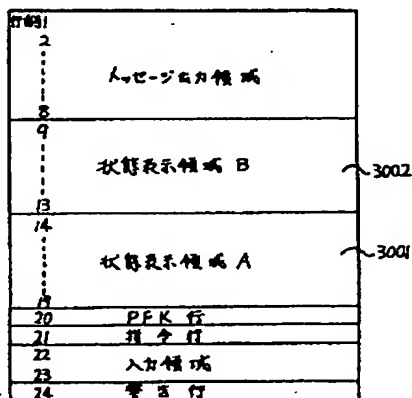 行番1
2
メッセージ出力領域
8
9
状態表示領域 B
3002
13
14
状態表示領域 A
3001
19
20 PFK 行
21 指令行
22
入力領域
23
24 警告行